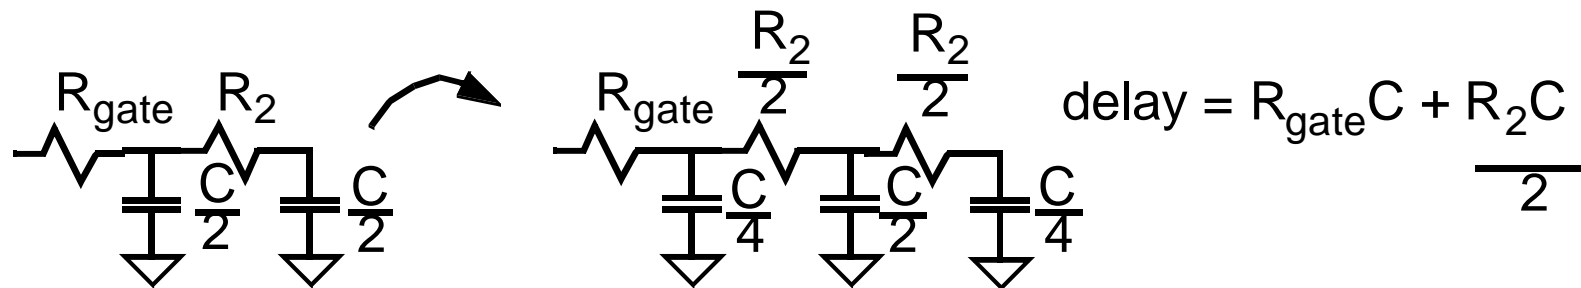 R2/2 R2/2
Rgate R2 Rgate delay = RgateC + R2C/2
C/2 C/2 C/4 C/2 C/4